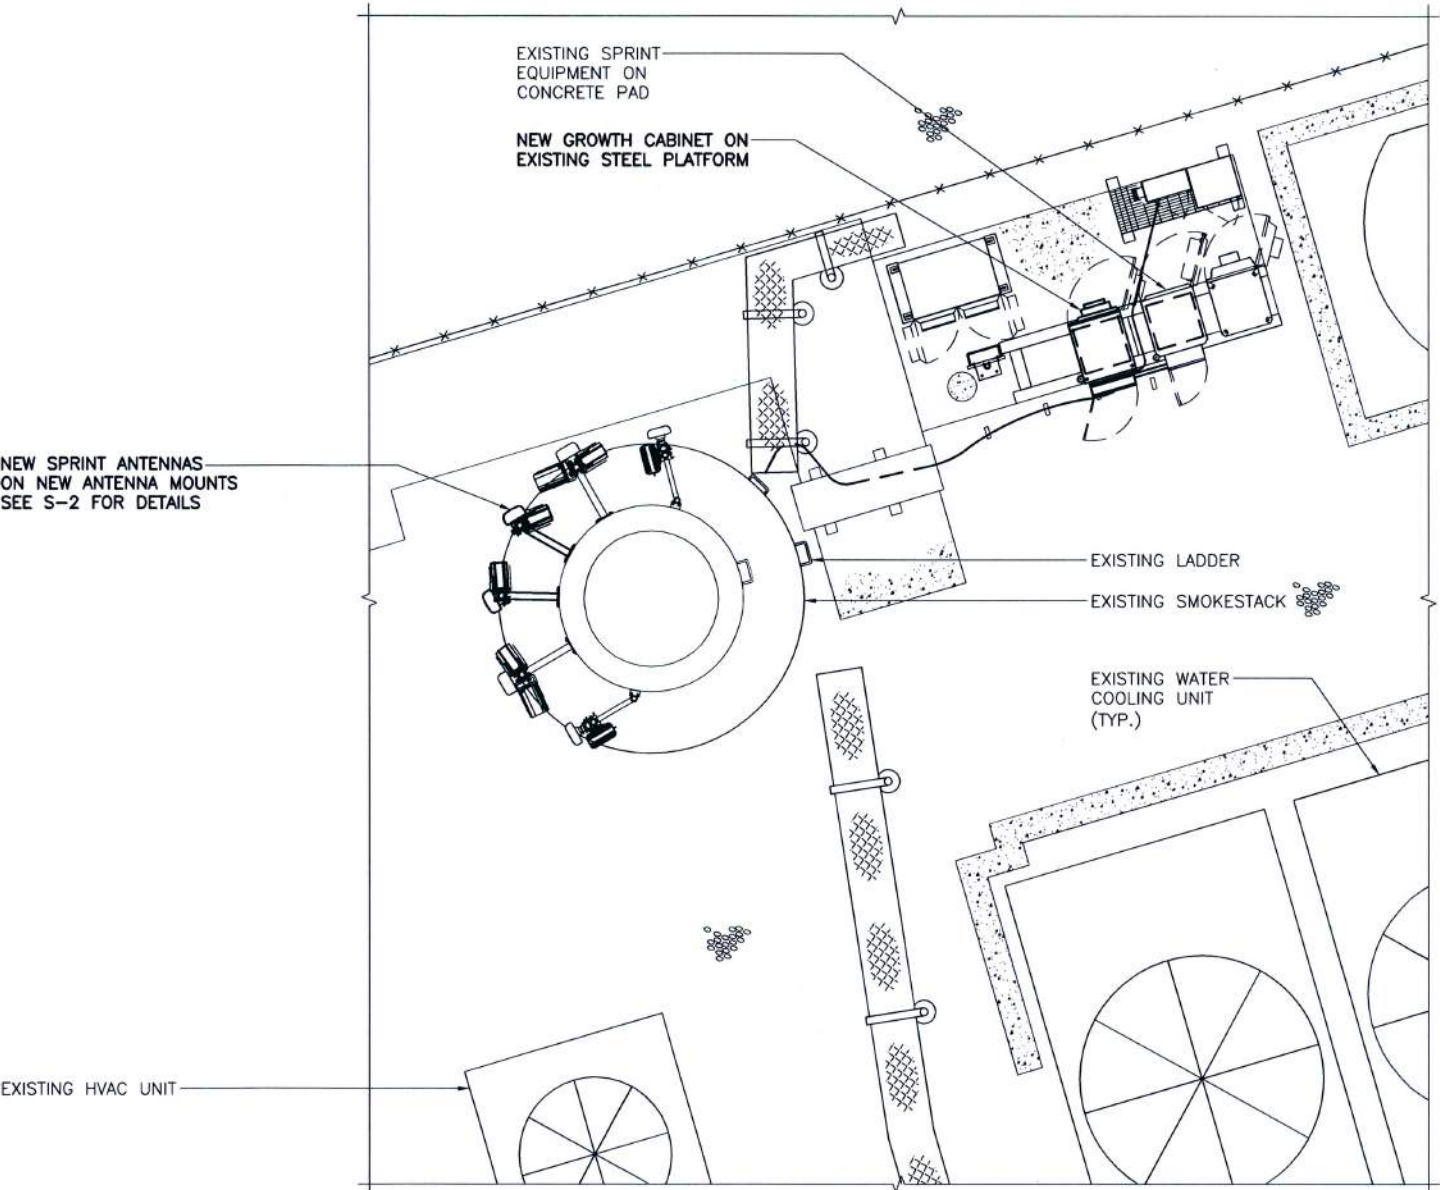 EXISTING SPRINT
EQUIPMENT ON
CONCRETE PAD
NEW GROWTH CABINET ON
EXISTING STEEL PLATFORM
NEW SPRINT ANTENNAS
ON NEW ANTENNA MOUNTS
SEE S-2 FOR DETAILS
EXISTING LADDER
EXISTING SMOKESTACK
EXISTING WATER
COOLING UNIT
(TYP.)
EXISTING HVAC UNIT